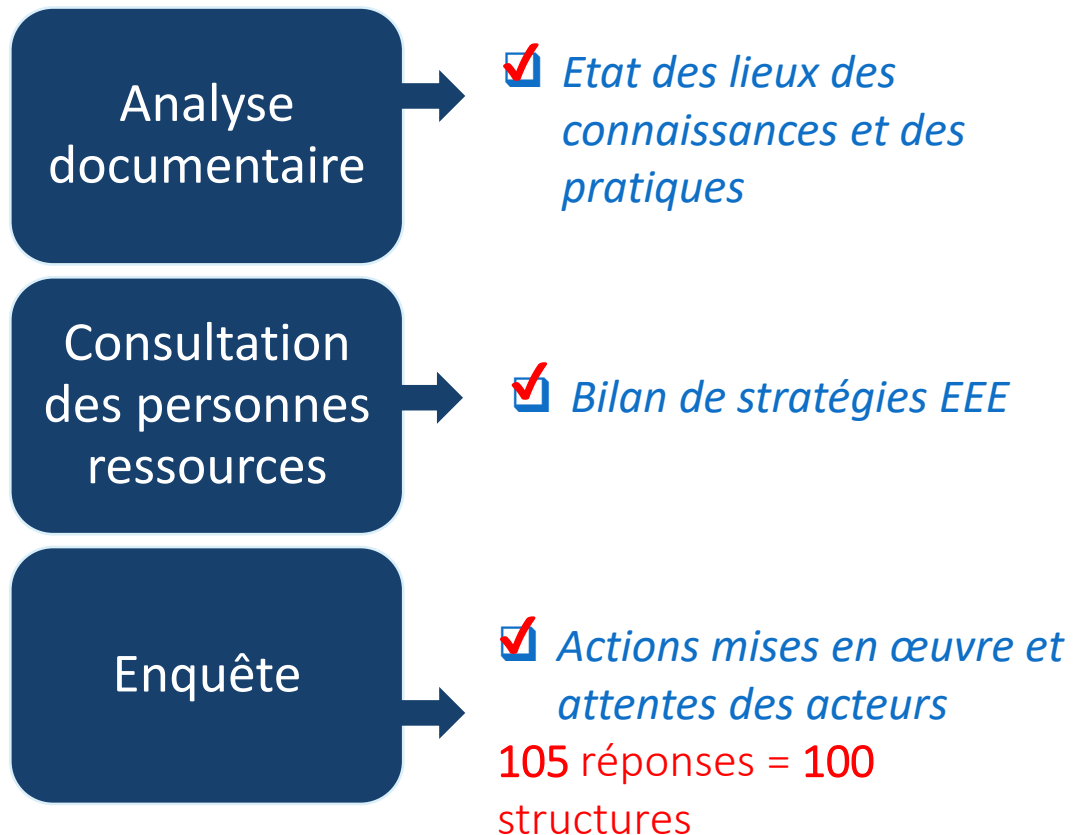 Analyse
documentaire
Etat des lieux des
connaissances et des
pratiques
Consultation
des personnes
ressources
Bilan de stratégies EEE
Enquête
Actions mises en œuvre et
attentes des acteurs
105 réponses = 100
structures